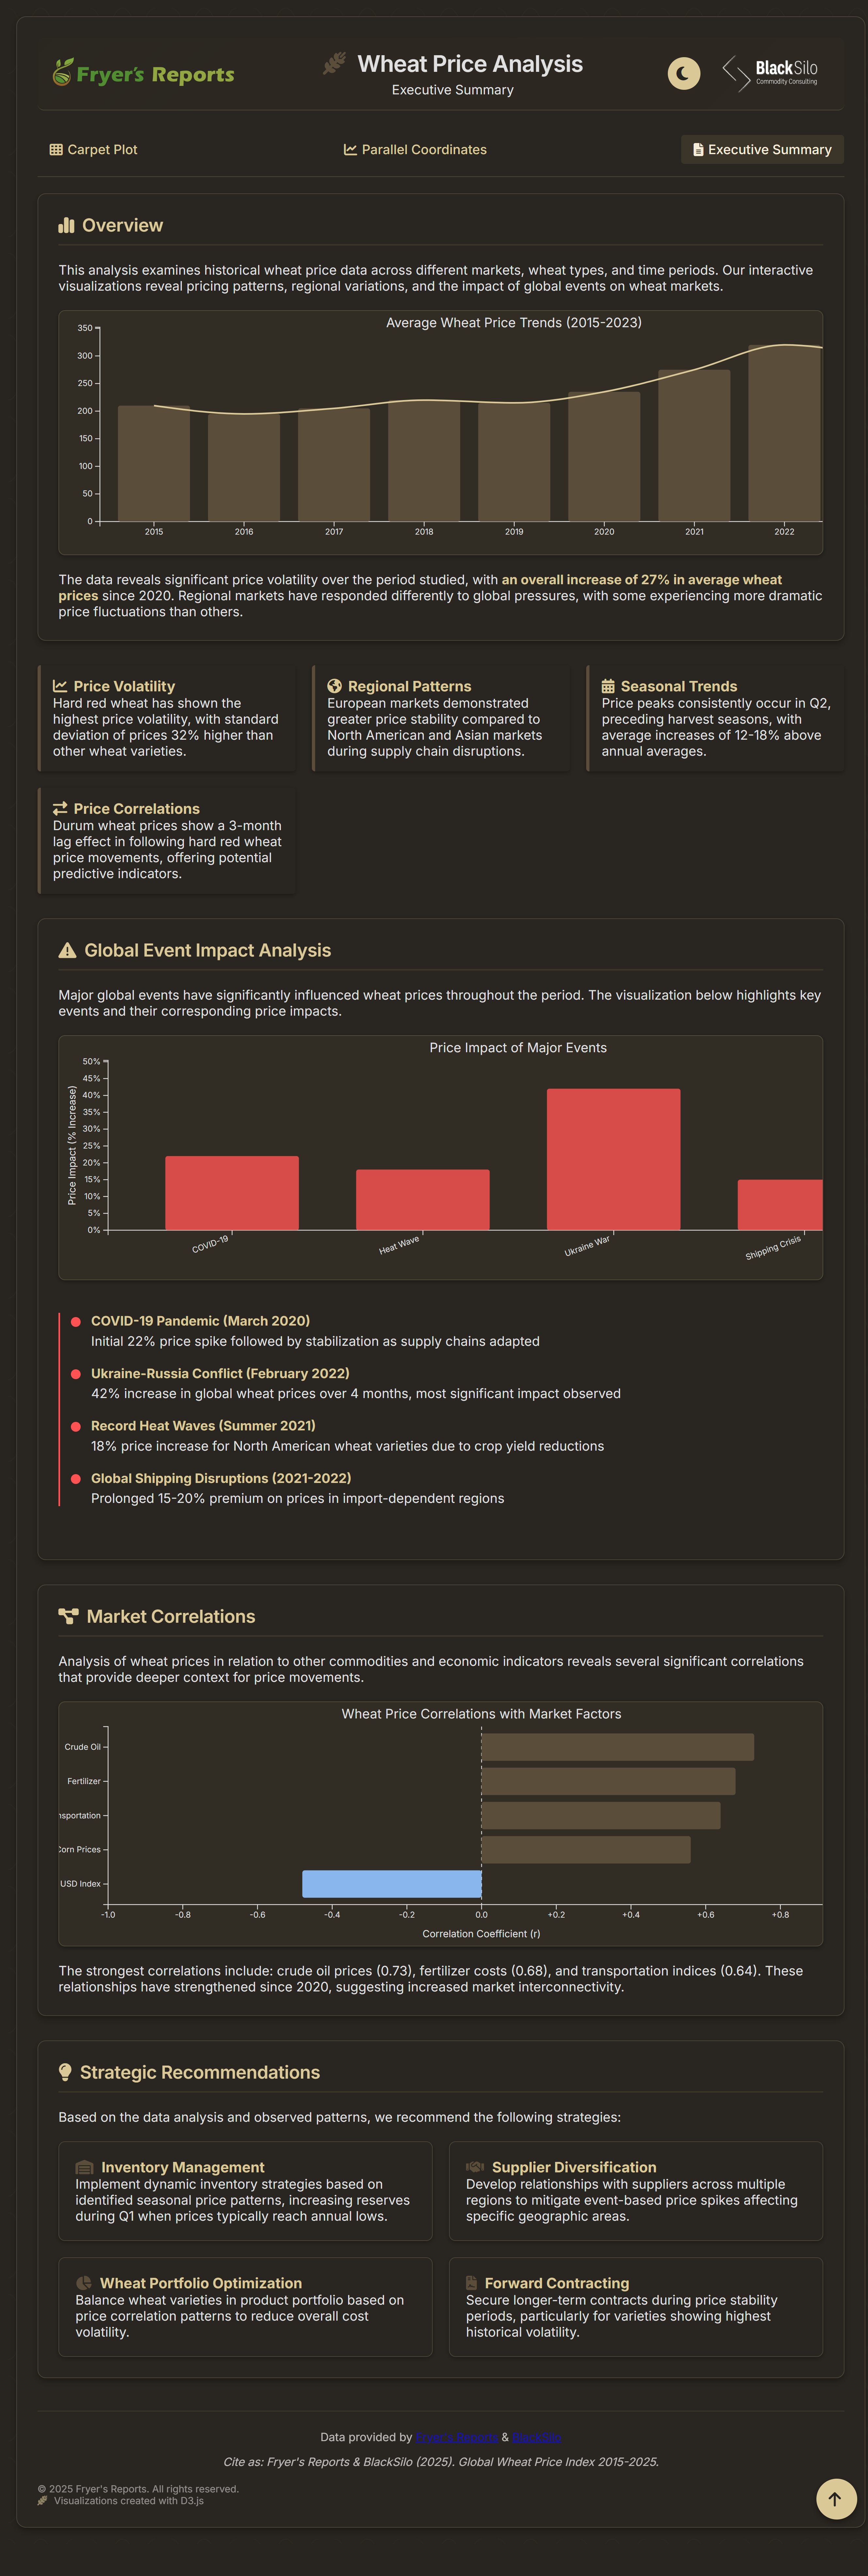 Fryer's Reports
Wheat Price Analysis
Executive Summary
BlackSilo
Commodity Consulting
Carpet Plot
Parallel Coordinates
Executive Summary
Overview
This analysis examines historical wheat price data across different markets, wheat types, and time periods. Our interactive
visualizations reveal pricing patterns, regional variations, and the impact of global events on wheat markets.
Average Wheat Price Trends (2015-2023)
350
300
250
200
150
100
50
0
2015
2016
2017
2018
2019
2020
2021
2022
The data reveals significant price volatility over the period studied, with an overall increase of 27% in average wheat
prices since 2020. Regional markets have responded differently to global pressures, with some experiencing more dramatic
price fluctuations than others.
Price Volatility
Hard red wheat has shown the
highest price volatility, with standard
deviation of prices 32% higher than
other wheat varieties.
Regional Patterns
European markets demonstrated
greater price stability compared to
North American and Asian markets
during supply chain disruptions.
Seasonal Trends
Price peaks consistently occur in Q2,
preceding harvest seasons, with
average increases of 12-18% above
annual averages.
Price Correlations
Durum wheat prices show a 3-month
lag effect in following hard red wheat
price movements, offering potential
predictive indicators.
Global Event Impact Analysis
Major global events have significantly influenced wheat prices throughout the period. The visualization below highlights key
events and their corresponding price impacts.
Price Impact of Major Events
Price Impact (% Increase)
50%
45%
40%
35%
30%
25%
20%
15%
10%
5%
0%
COVID-19
Heat Wave
Ukraine War
Shipping Crisis
COVID-19 Pandemic (March 2020)
Initial 22% price spike followed by stabilization as supply chains adapted
Ukraine-Russia Conflict (February 2022)
42% increase in global wheat prices over 4 months, most significant impact observed
Record Heat Waves (Summer 2021)
18% price increase for North American wheat varieties due to crop yield reductions
Global Shipping Disruptions (2021-2022)
Prolonged 15-20% premium on prices in import-dependent regions
Market Correlations
Analysis of wheat prices in relation to other commodities and economic indicators reveals several significant correlations
that provide deeper context for price movements.
Wheat Price Correlations with Market Factors
Crude Oil
Fertilizer
nsportation
Corn Prices
USD Index
-1.0
-0.8
-0.6
-0.4
-0.2
0.0
+0.2
+0.4
+0.6
+0.8
Correlation Coefficient (r)
The strongest correlations include: crude oil prices (0.73), fertilizer costs (0.68), and transportation indices (0.64). These
relationships have strengthened since 2020, suggesting increased market interconnectivity.
Strategic Recommendations
Based on the data analysis and observed patterns, we recommend the following strategies:
Inventory Management
Implement dynamic inventory strategies based on
identified seasonal price patterns, increasing reserves
during Q1 when prices typically reach annual lows.
Supplier Diversification
Develop relationships with suppliers across multiple
regions to mitigate event-based price spikes affecting
specific geographic areas.
Wheat Portfolio Optimization
Balance wheat varieties in product portfolio based on
price correlation patterns to reduce overall cost
volatility.
Forward Contracting
Secure longer-term contracts during price stability
periods, particularly for varieties showing highest
historical volatility.
Data provided by Fryer's Reports & BlackSilo
Cite as: Fryer's Reports & BlackSilo (2025). Global Wheat Price Index 2015-2025.
© 2025 Fryer's Reports. All rights reserved.
Visualizations created with D3.js